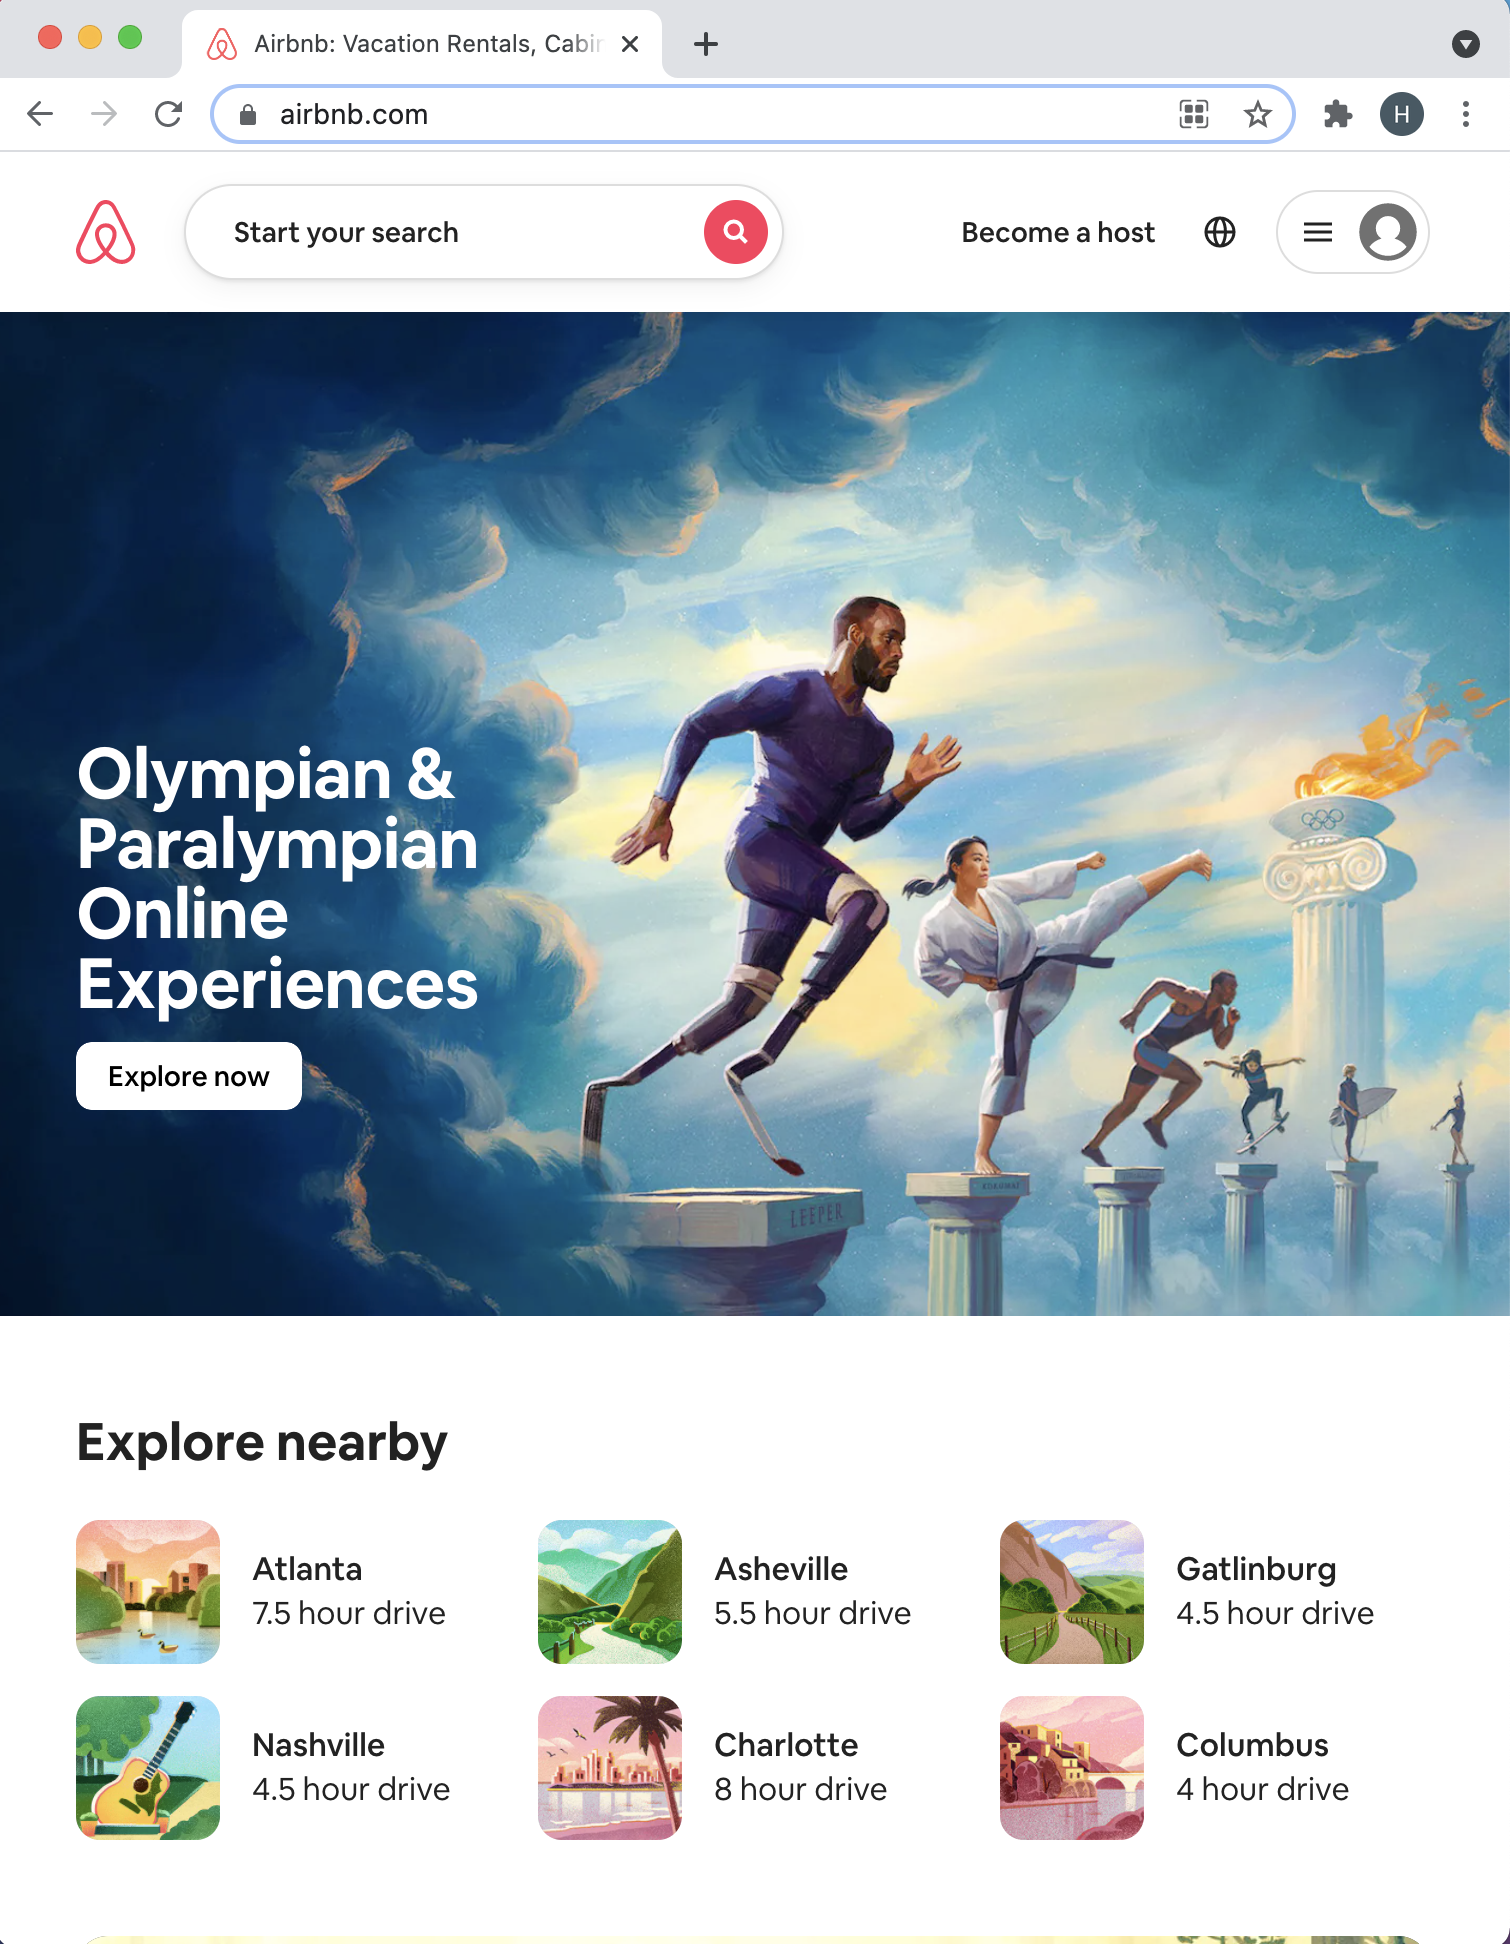 Airbnb: Vacation Rentals, Cabin
airbnb.com
H
Start your search
Become a host
Olympian &
Paralympian
Online
Experiences
Explore now
LEEPER
Explore nearby
Atlanta
7.5 hour drive
Asheville
5.5 hour drive
Gatlinburg
4.5 hour drive
Nashville
4.5 hour drive
Charlotte
8 hour drive
Columbus
4 hour drive